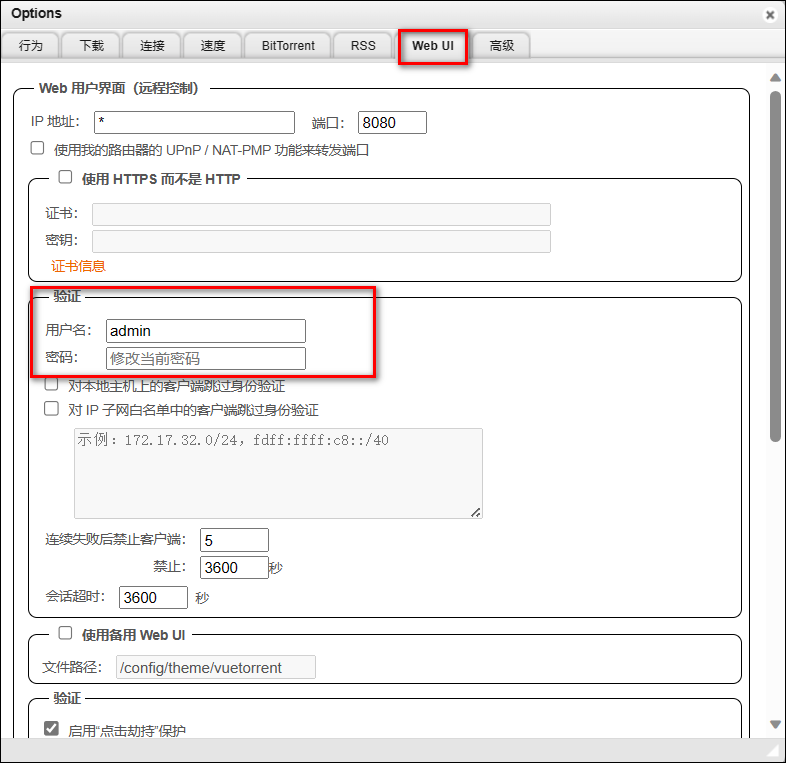 Options
行为 下载 连接 速度 BitTorrent RSS Web UI 高级
Web 用户界面（远程控制）
IP 地址： * 端口： 8080
使用我的路由器的 UPnP / NAT-PMP 功能来转发端口
使用 HTTPS 而不是 HTTP
证书：
密钥：
证书信息
验证
用户名： admin
密码： 修改当前密码
对本地主机上的客户端跳过身份验证
对 IP 子网白名单中的客户端跳过身份验证
示例：172.17.32.0/24，fdff:ffff:c8::/40
连续失败后禁止客户端： 5
禁止： 3600 秒
会话超时： 3600 秒
使用备用 Web UI
文件路径： /config/theme/vuetorrent
验证
启用“点击劫持”保护